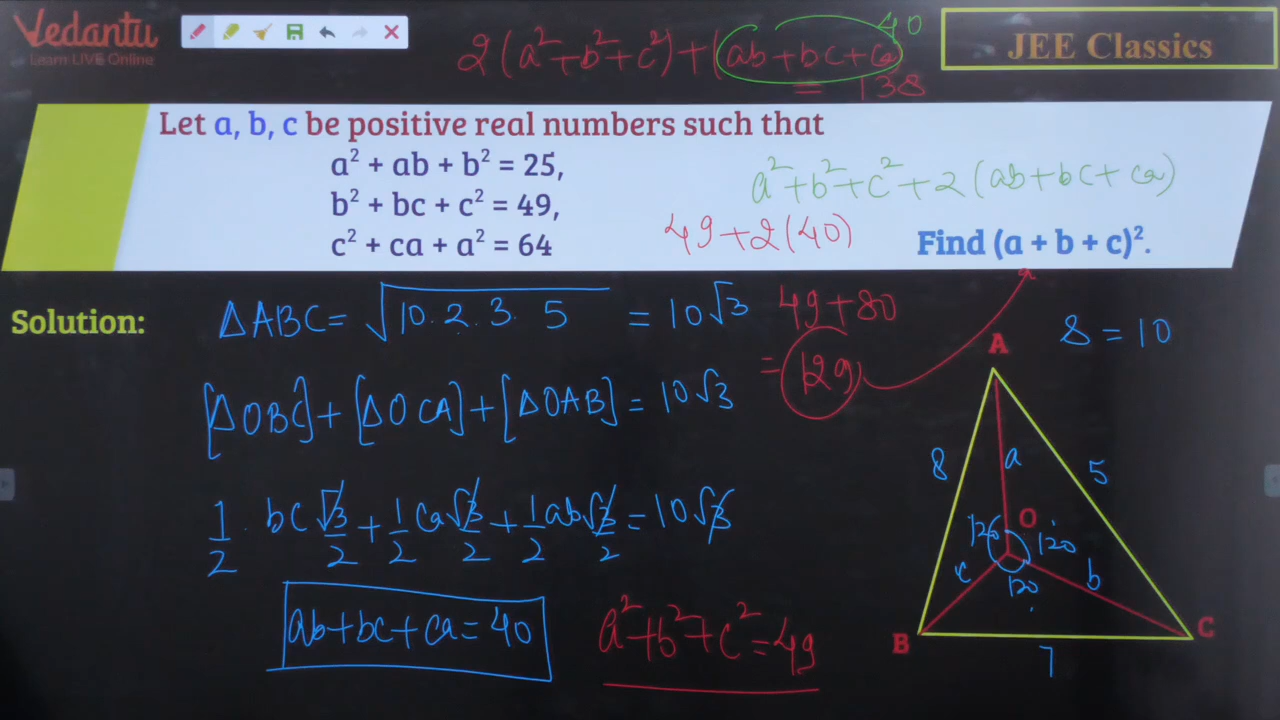 Vedantu
Learn LIVE Online
JEE Classics
2(a²+b²+c²)+(ab+bc+ca)
40
= 138
Let a, b, c be positive real numbers such that
a² + ab + b² = 25,
b² + bc + c² = 49,
c² + ca + a² = 64
a²+b²+c²+2(ab+bc+ca)
49+2(40)
Find (a + b + c)².
Solution:
ΔABC= √10.2.3.5 = 10√3
49+80
= 129
[ΔOBC]+[ΔOCA]+[ΔOAB]=10√3
1/2 . bc √3/2 + 1/2 ca √3/2 + 1/2 ab √3/2 = 10√3
ab+bc+ca=40
a²+b²+c²=49
s = 10
A
8
a
5
O
120
120
c
120
b
B
C
7